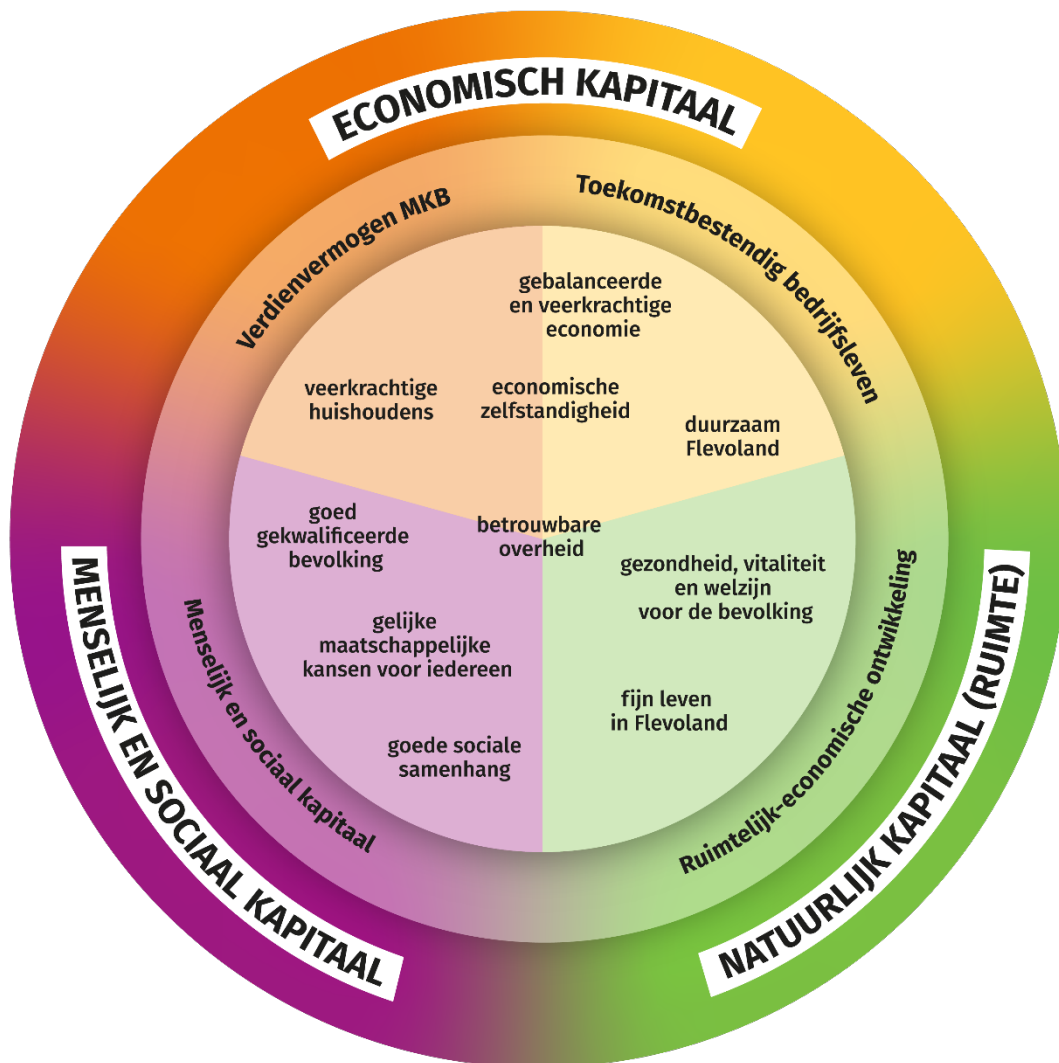 ECONOMISCH KAPITAAL
Verdienvermogen MKB
Toekomstbestendig bedrijfsleven
gebalanceerde
en veerkrachtige
economie
veerkrachtige
huishoudens
economische
zelfstandigheid
duurzaam
Flevoland
goed
gekwalificeerde
bevolking
betrouwbare
overheid
gezondheid, vitaliteit
en welzijn
voor de bevolking
gelijke
maatschappelijke
kansen voor iedereen
fijn leven
in Flevoland
goede sociale
samenhang
Menselijk en sociaal kapitaal
Ruimtelijk-economische ontwikkeling
MENSELIJK EN SOCIAAL KAPITAAL
NATUURLIJK KAPITAAL (RUIMTE)